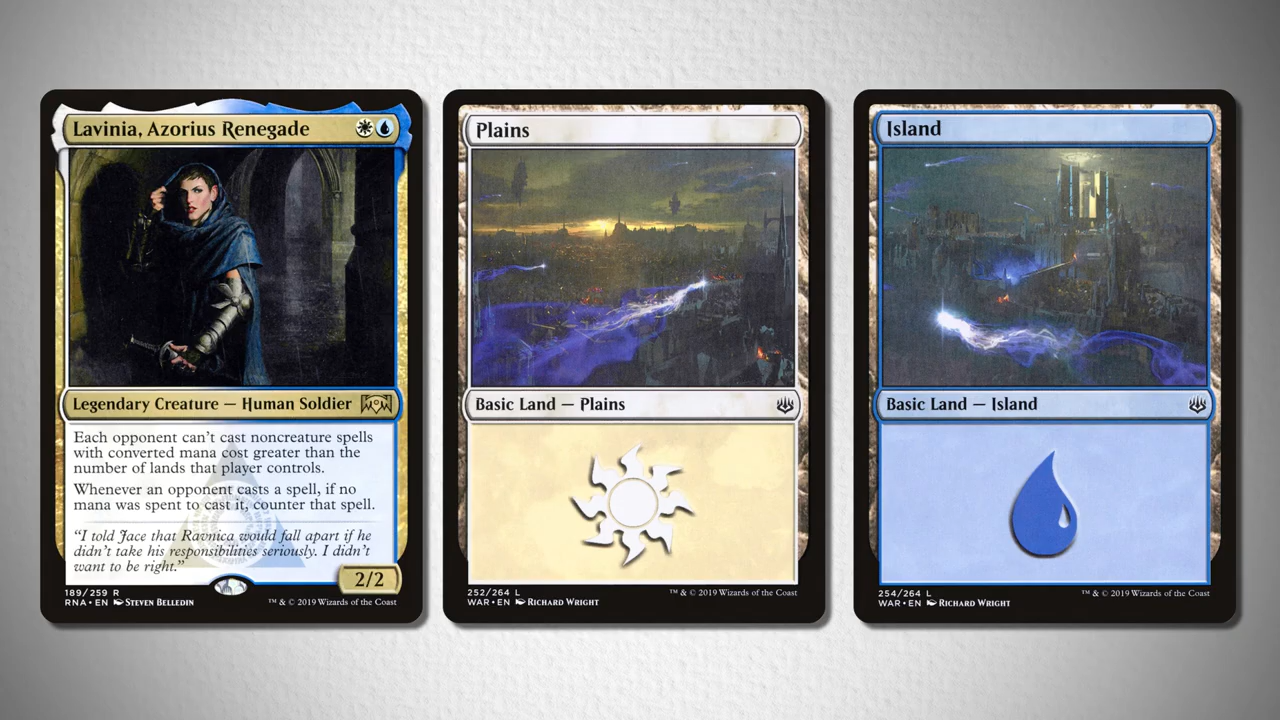 Lavinia, Azorius Renegade
Legendary Creature — Human Soldier
Each opponent can't cast noncreature spells
with converted mana cost greater than the
number of lands that player controls.
Whenever an opponent casts a spell, if no
mana was spent to cast it, counter that spell.
“I told Jace that Ravnica would fall apart if he
didn't take his responsibilities seriously. I didn't
want to be right.”
2/2
189/259 R
RNA • EN Steven Belledin
™ & © 2019 Wizards of the Coast
Plains
Basic Land — Plains
252/264 L
WAR • EN Richard Wright
™ & © 2019 Wizards of the Coast
Island
Basic Land — Island
254/264 L
WAR • EN Richard Wright
™ & © 2019 Wizards of the Coast